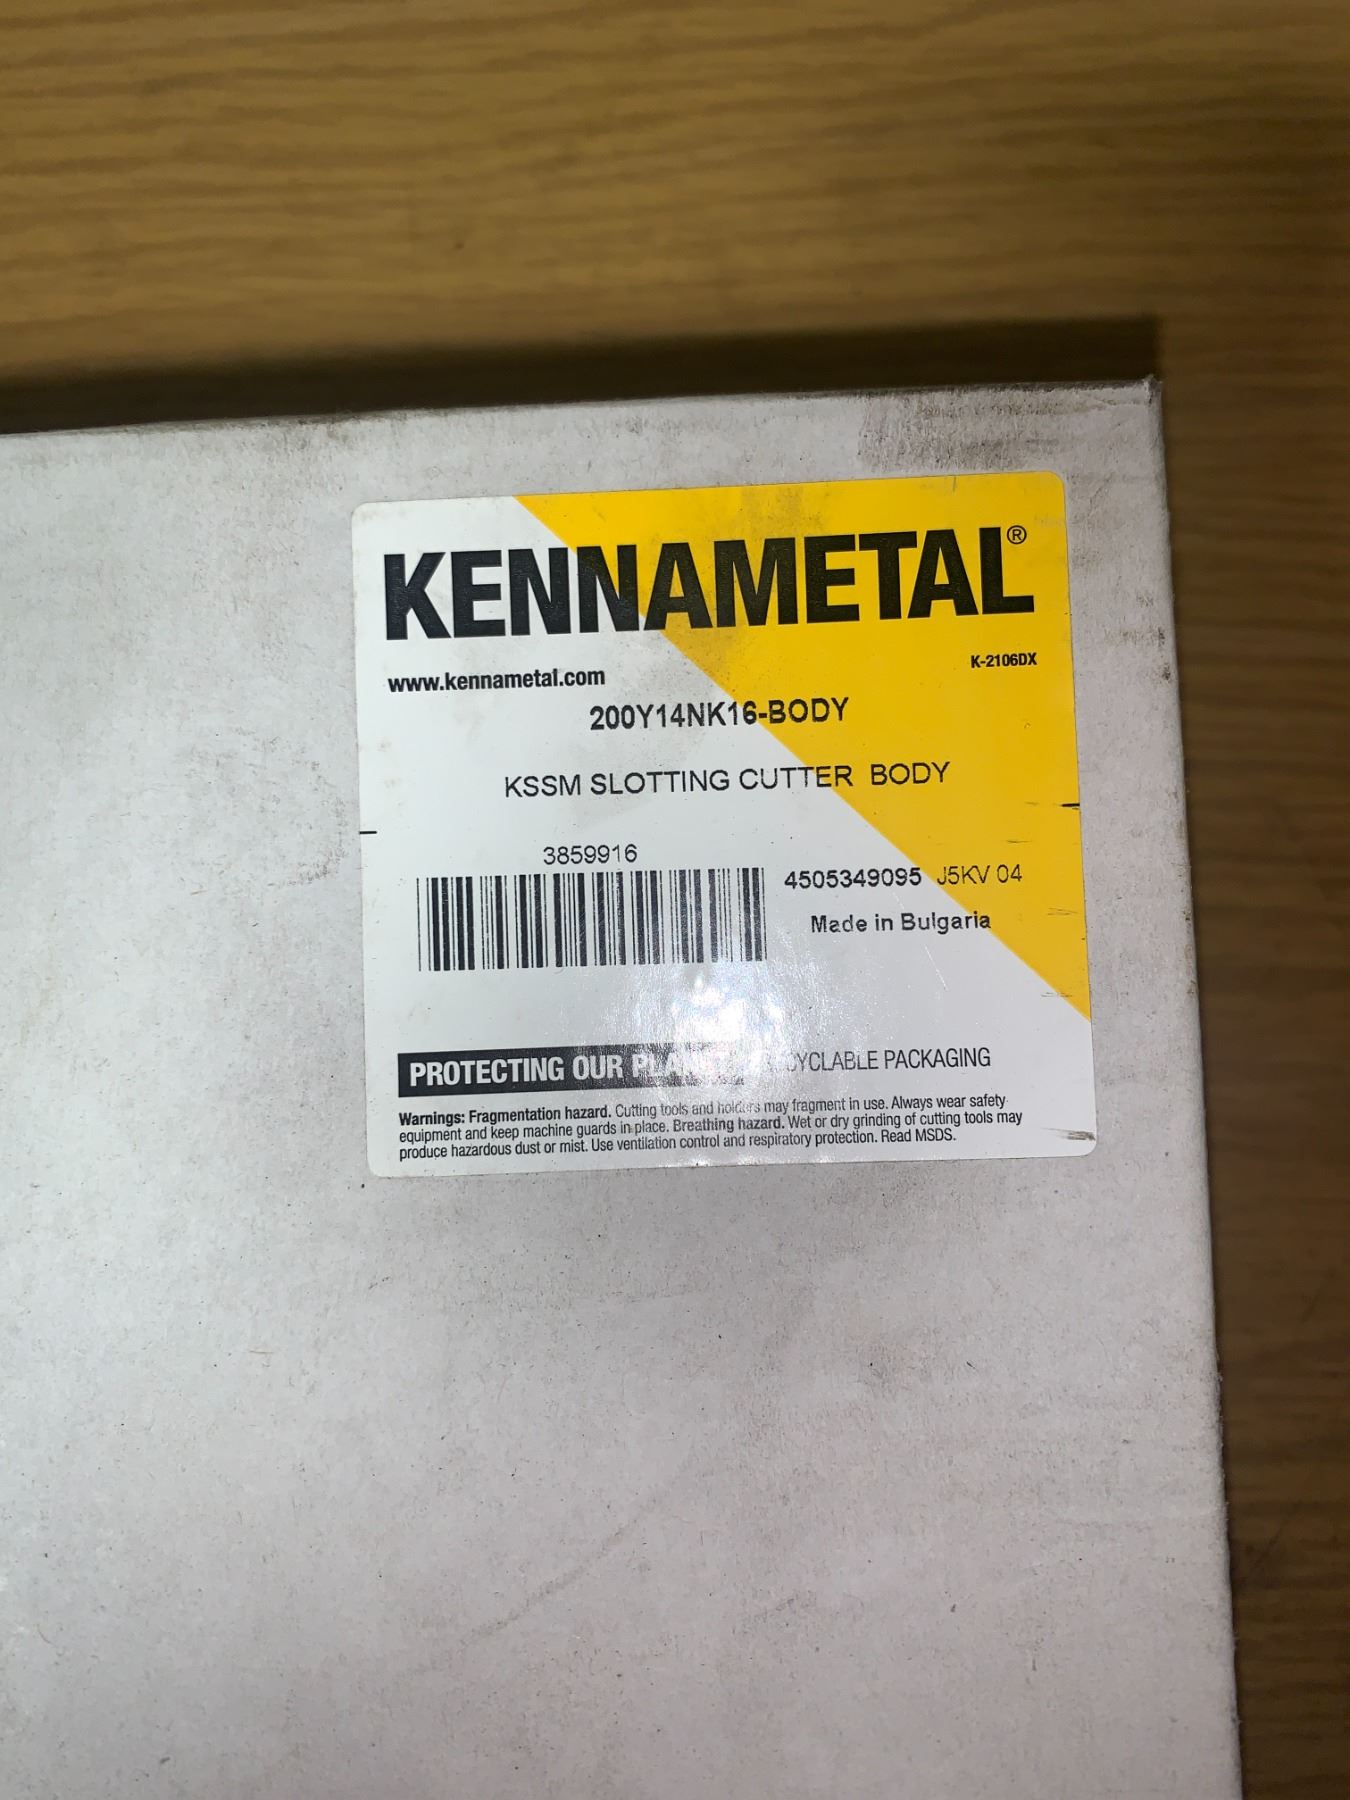 KENNAMETAL®
K-2106DX
www.kennametal.com
200Y14NK16-BODY
KSSM SLOTTING CUTTER BODY
3859916
4505349095 J5KV 04
Made in Bulgaria
PROTECTING OUR PACKAGING
Warnings: Fragmentation hazard. Cutting tools and holders may fragment in use. Always wear safety
equipment and keep machine guards in place. Breathing hazard. Wet or dry grinding of cutting tools may
produce hazardous dust or mist. Use ventilation control and respiratory protection. Read MSDS.